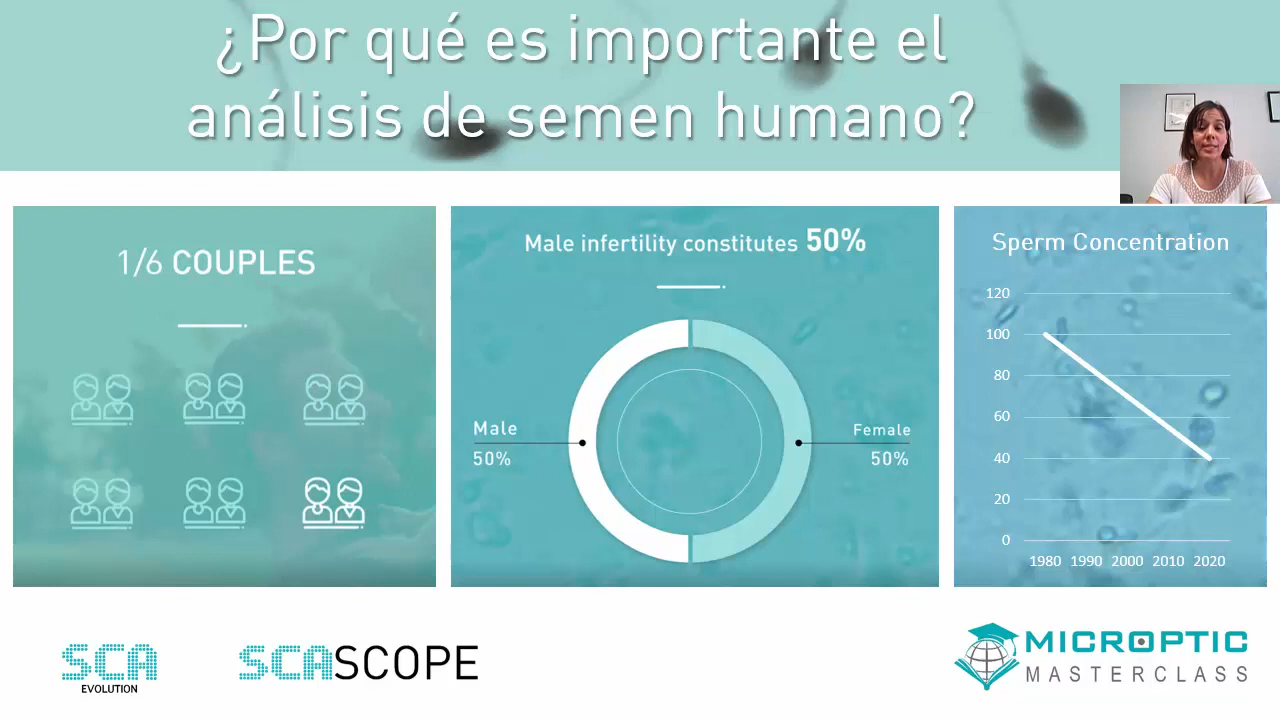 ¿Por qué es importante el
análisis de semen humano?
1/6 COUPLES
Male infertility constitutes 50%
Male
50%
Female
50%
Sperm Concentration
120
100
80
60
40
20
0
1980 1990 2000 2010 2020
SCA
EVOLUTION
SCASCOPE
MICROPTIC
MASTERCLASS